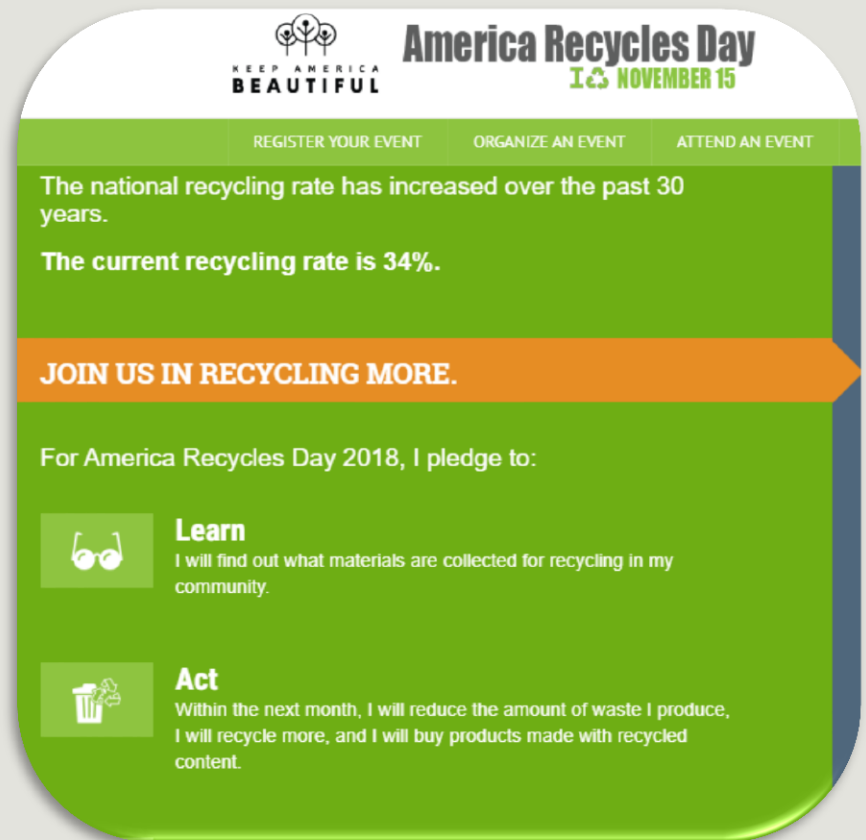 KEEP AMERICA
BEAUTIFUL
America Recycles Day
I NOVEMBER 15
REGISTER YOUR EVENT ORGANIZE AN EVENT ATTEND AN EVENT
The national recycling rate has increased over the past 30
years.
The current recycling rate is 34%.
JOIN US IN RECYCLING MORE.
For America Recycles Day 2018, I pledge to:
Learn
I will find out what materials are collected for recycling in my
community.
Act
Within the next month, I will reduce the amount of waste I produce,
I will recycle more, and I will buy products made with recycled
content.